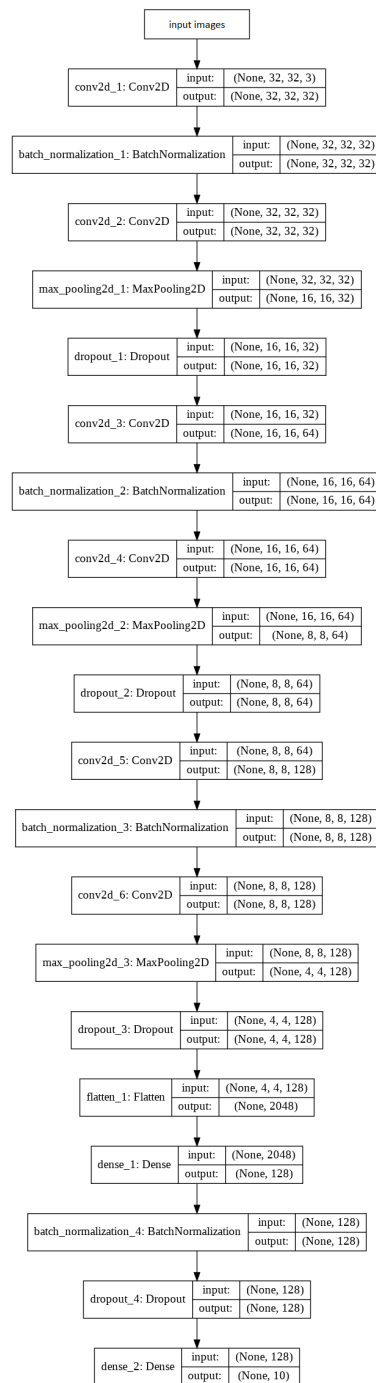 input images
conv2d_1: Conv2D
input: (None, 32, 32, 3)
output: (None, 32, 32, 32)
batch_normalization_1: BatchNormalization
input: (None, 32, 32, 32)
output: (None, 32, 32, 32)
conv2d_2: Conv2D
input: (None, 32, 32, 32)
output: (None, 32, 32, 32)
max_pooling2d_1: MaxPooling2D
input: (None, 32, 32, 32)
output: (None, 16, 16, 32)
dropout_1: Dropout
input: (None, 16, 16, 32)
output: (None, 16, 16, 32)
conv2d_3: Conv2D
input: (None, 16, 16, 32)
output: (None, 16, 16, 64)
batch_normalization_2: BatchNormalization
input: (None, 16, 16, 64)
output: (None, 16, 16, 64)
conv2d_4: Conv2D
input: (None, 16, 16, 64)
output: (None, 16, 16, 64)
max_pooling2d_2: MaxPooling2D
input: (None, 16, 16, 64)
output: (None, 8, 8, 64)
dropout_2: Dropout
input: (None, 8, 8, 64)
output: (None, 8, 8, 64)
conv2d_5: Conv2D
input: (None, 8, 8, 64)
output: (None, 8, 8, 128)
batch_normalization_3: BatchNormalization
input: (None, 8, 8, 128)
output: (None, 8, 8, 128)
conv2d_6: Conv2D
input: (None, 8, 8, 128)
output: (None, 8, 8, 128)
max_pooling2d_3: MaxPooling2D
input: (None, 8, 8, 128)
output: (None, 4, 4, 128)
dropout_3: Dropout
input: (None, 4, 4, 128)
output: (None, 4, 4, 128)
flatten_1: Flatten
input: (None, 4, 4, 128)
output: (None, 2048)
dense_1: Dense
input: (None, 2048)
output: (None, 128)
batch_normalization_4: BatchNormalization
input: (None, 128)
output: (None, 128)
dropout_4: Dropout
input: (None, 128)
output: (None, 128)
dense_2: Dense
input: (None, 128)
output: (None, 10)